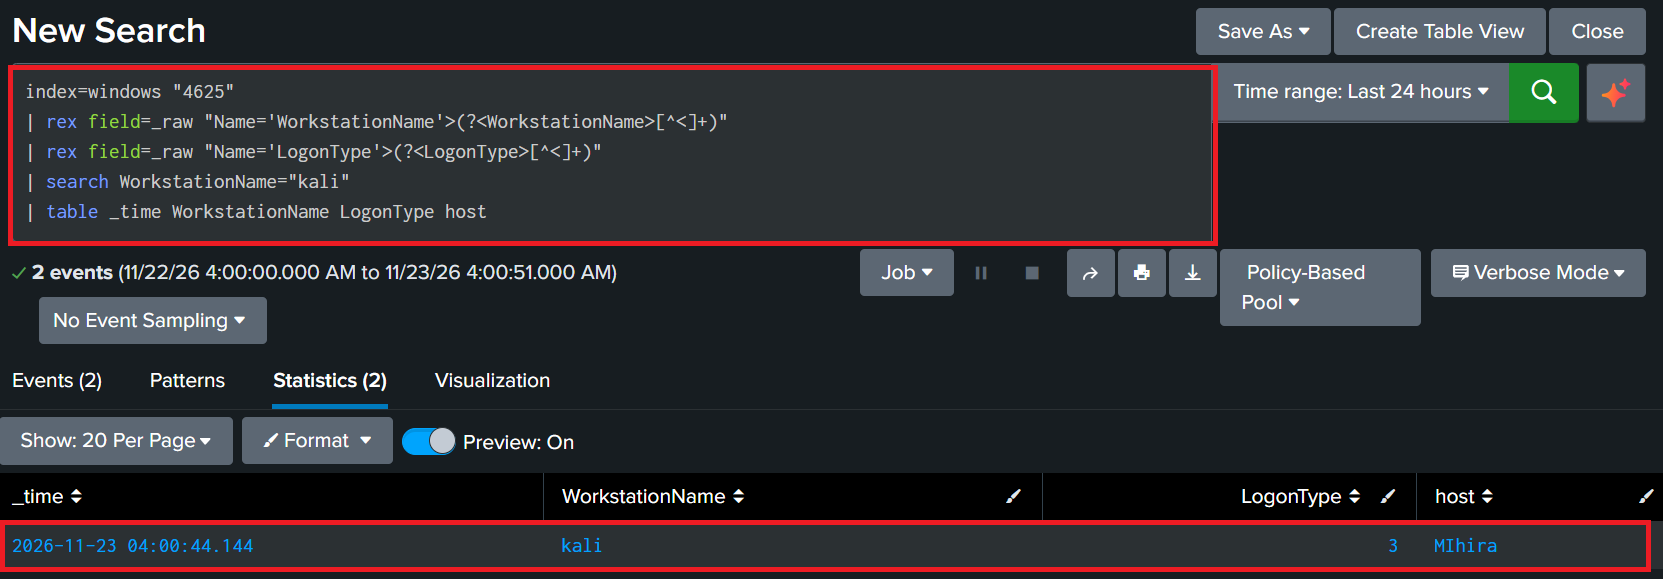 New Search
Save As
Create Table View
Close
index=windows "4625"
| rex field=_raw "Name='WorkstationName'>(?<WorkstationName>[^<]+)"
| rex field=_raw "Name='LogonType'>(?<LogonType>[^<]+)"
| search WorkstationName="kali"
| table _time WorkstationName LogonType host
Time range: Last 24 hours
2 events (11/22/26 4:00:00.000 AM to 11/23/26 4:00:51.000 AM)
Job
Policy-Based
Pool
Verbose Mode
No Event Sampling
Events (2)
Patterns
Statistics (2)
Visualization
Show: 20 Per Page
Format
Preview: On
_time
WorkstationName
LogonType
host
2026-11-23 04:00:44.144
kali
3
MIhira